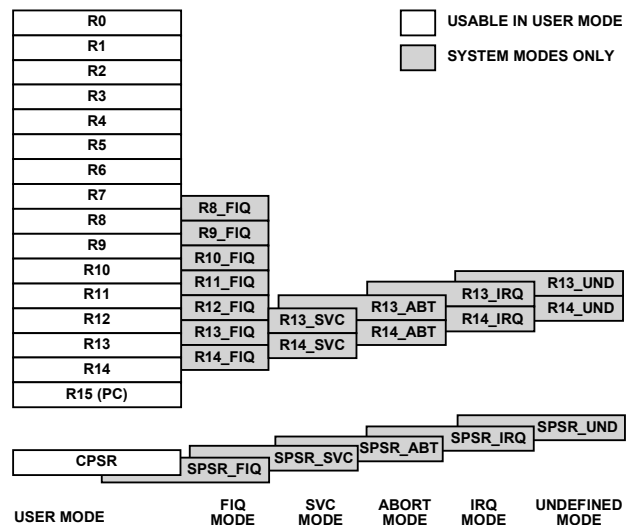 R0
R1
R2
R3
R4
R5
R6
R7
R8
R9
R10
R11
R12
R13
R14
R15 (PC)
USABLE IN USER MODE
SYSTEM MODES ONLY
R8_FIQ
R9_FIQ
R10_FIQ
R11_FIQ
R12_FIQ
R13_FIQ
R14_FIQ
R13_SVC
R14_SVC
R13_ABT
R14_ABT
R13_IRQ
R14_IRQ
R13_UND
R14_UND
CPSR
SPSR_FIQ
SPSR_SVC
SPSR_ABT
SPSR_IRQ
SPSR_UND
USER MODE
FIQ
MODE
SVC
MODE
ABORT
MODE
IRQ
MODE
UNDEFINED
MODE